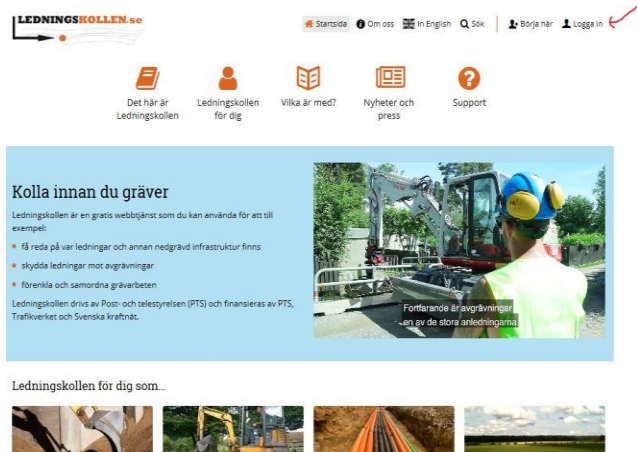 LEDNINGSKOLLEN.se
Startsida Om oss In English Sök Börja här Logga in
Det här är
Ledningskollen
Ledningskollen
för dig
Vilka är med?
Nyheter och
press
Support
Kolla innan du gräver
Ledningskollen är en gratis webbtjänst som du kan använda för att till
exempel:
få reda på var ledningar och annan nedgrävd infrastruktur finns
skydda ledningar mot avgrävningar
förenkla och samordna grävarbeten
Ledningskollen drivs av Post- och telestyrelsen (PTS) och finansieras av PTS,
Trafikverket och Svenska kraftnät.
Fortfarande är avgrävningar
en av de stora anledningarna
Ledningskollen för dig som...